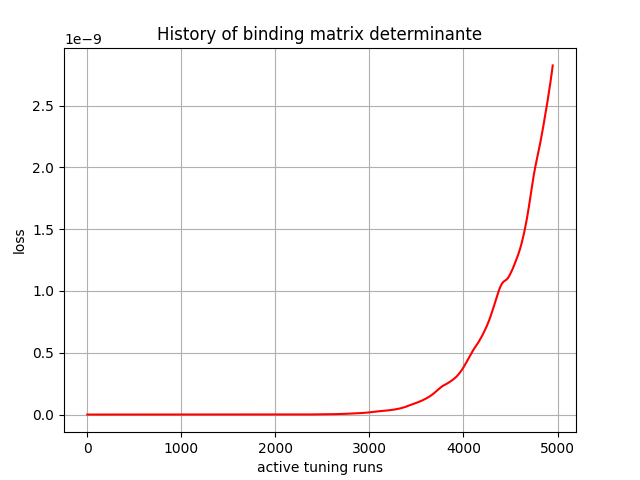 History of binding matrix determinante
1e−9
2.5
2.0
1.5
1.0
0.5
0.0
loss
0 1000 2000 3000 4000 5000
active tuning runs